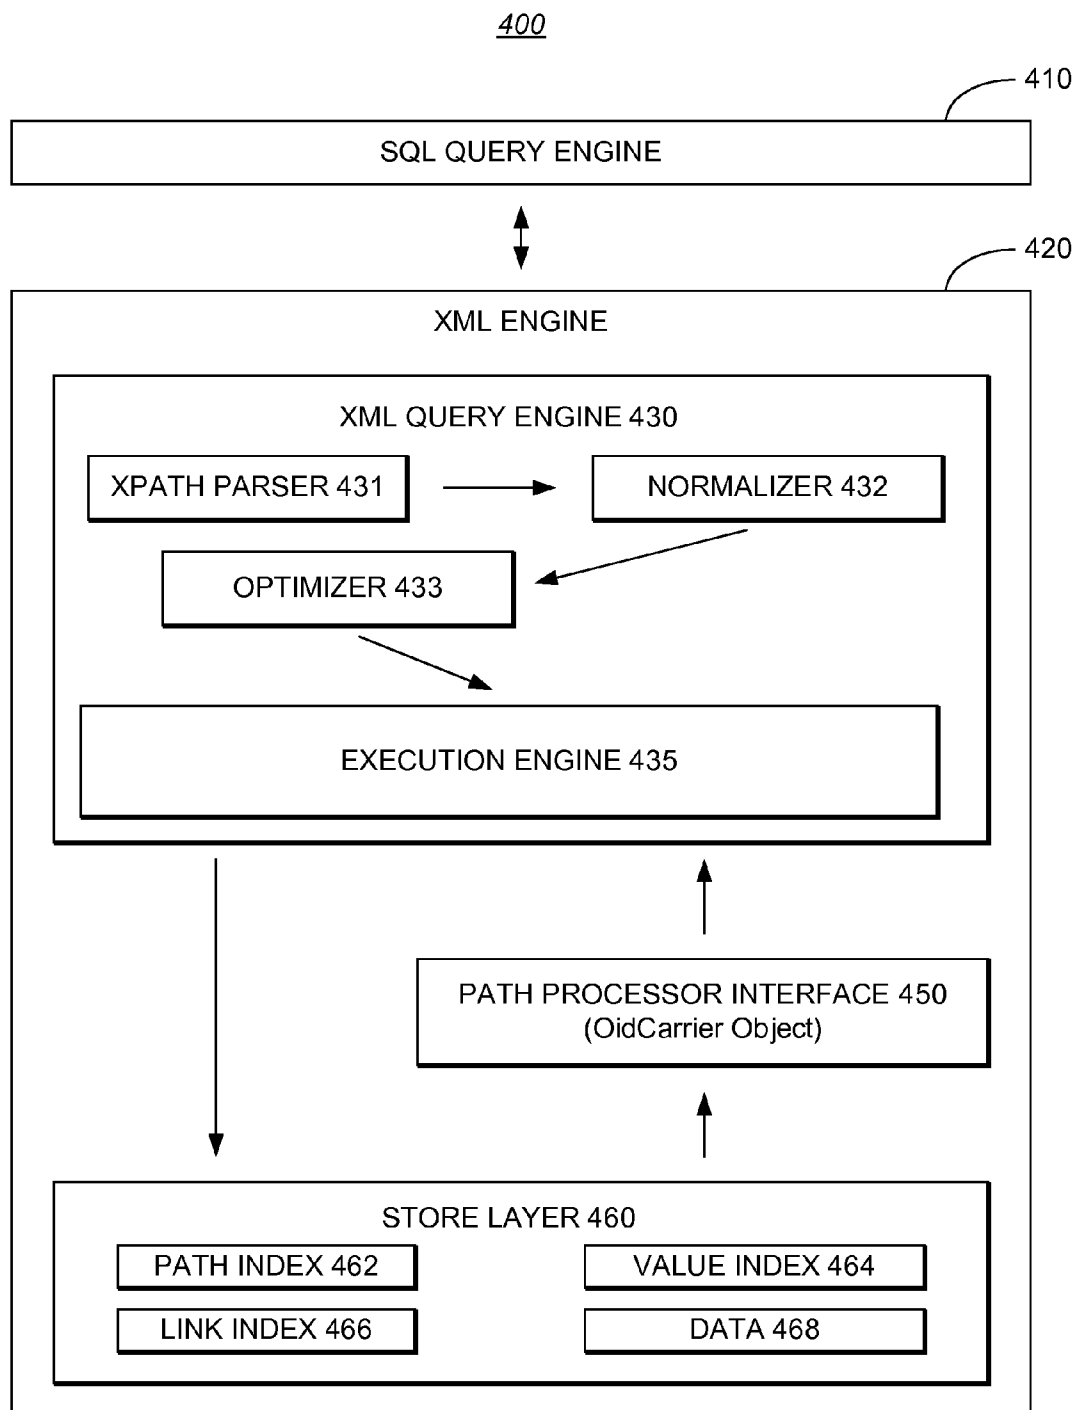 400
410
SQL QUERY ENGINE
420
XML ENGINE
XML QUERY ENGINE 430
XPATH PARSER 431
NORMALIZER 432
OPTIMIZER 433
EXECUTION ENGINE 435
PATH PROCESSOR INTERFACE 450
(OidCarrier Object)
STORE LAYER 460
PATH INDEX 462
VALUE INDEX 464
LINK INDEX 466
DATA 468